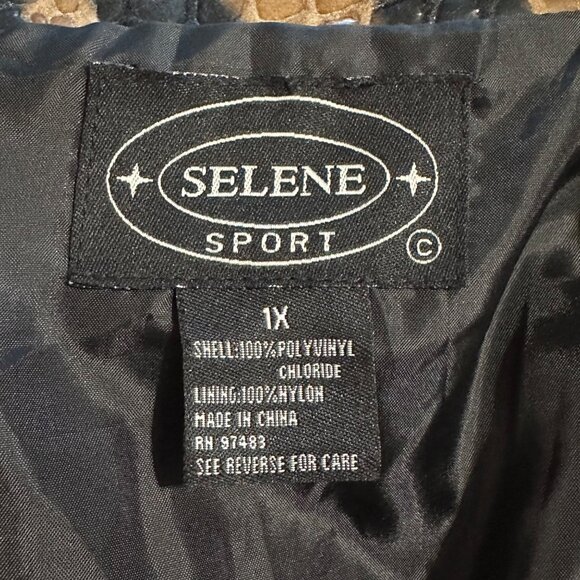 SELENE
SPORT ©
1X
SHELL:100%POLYVINYL
CHLORIDE
LINING:100%NYLON
MADE IN CHINA
RN 97483
SEE REVERSE FOR CARE